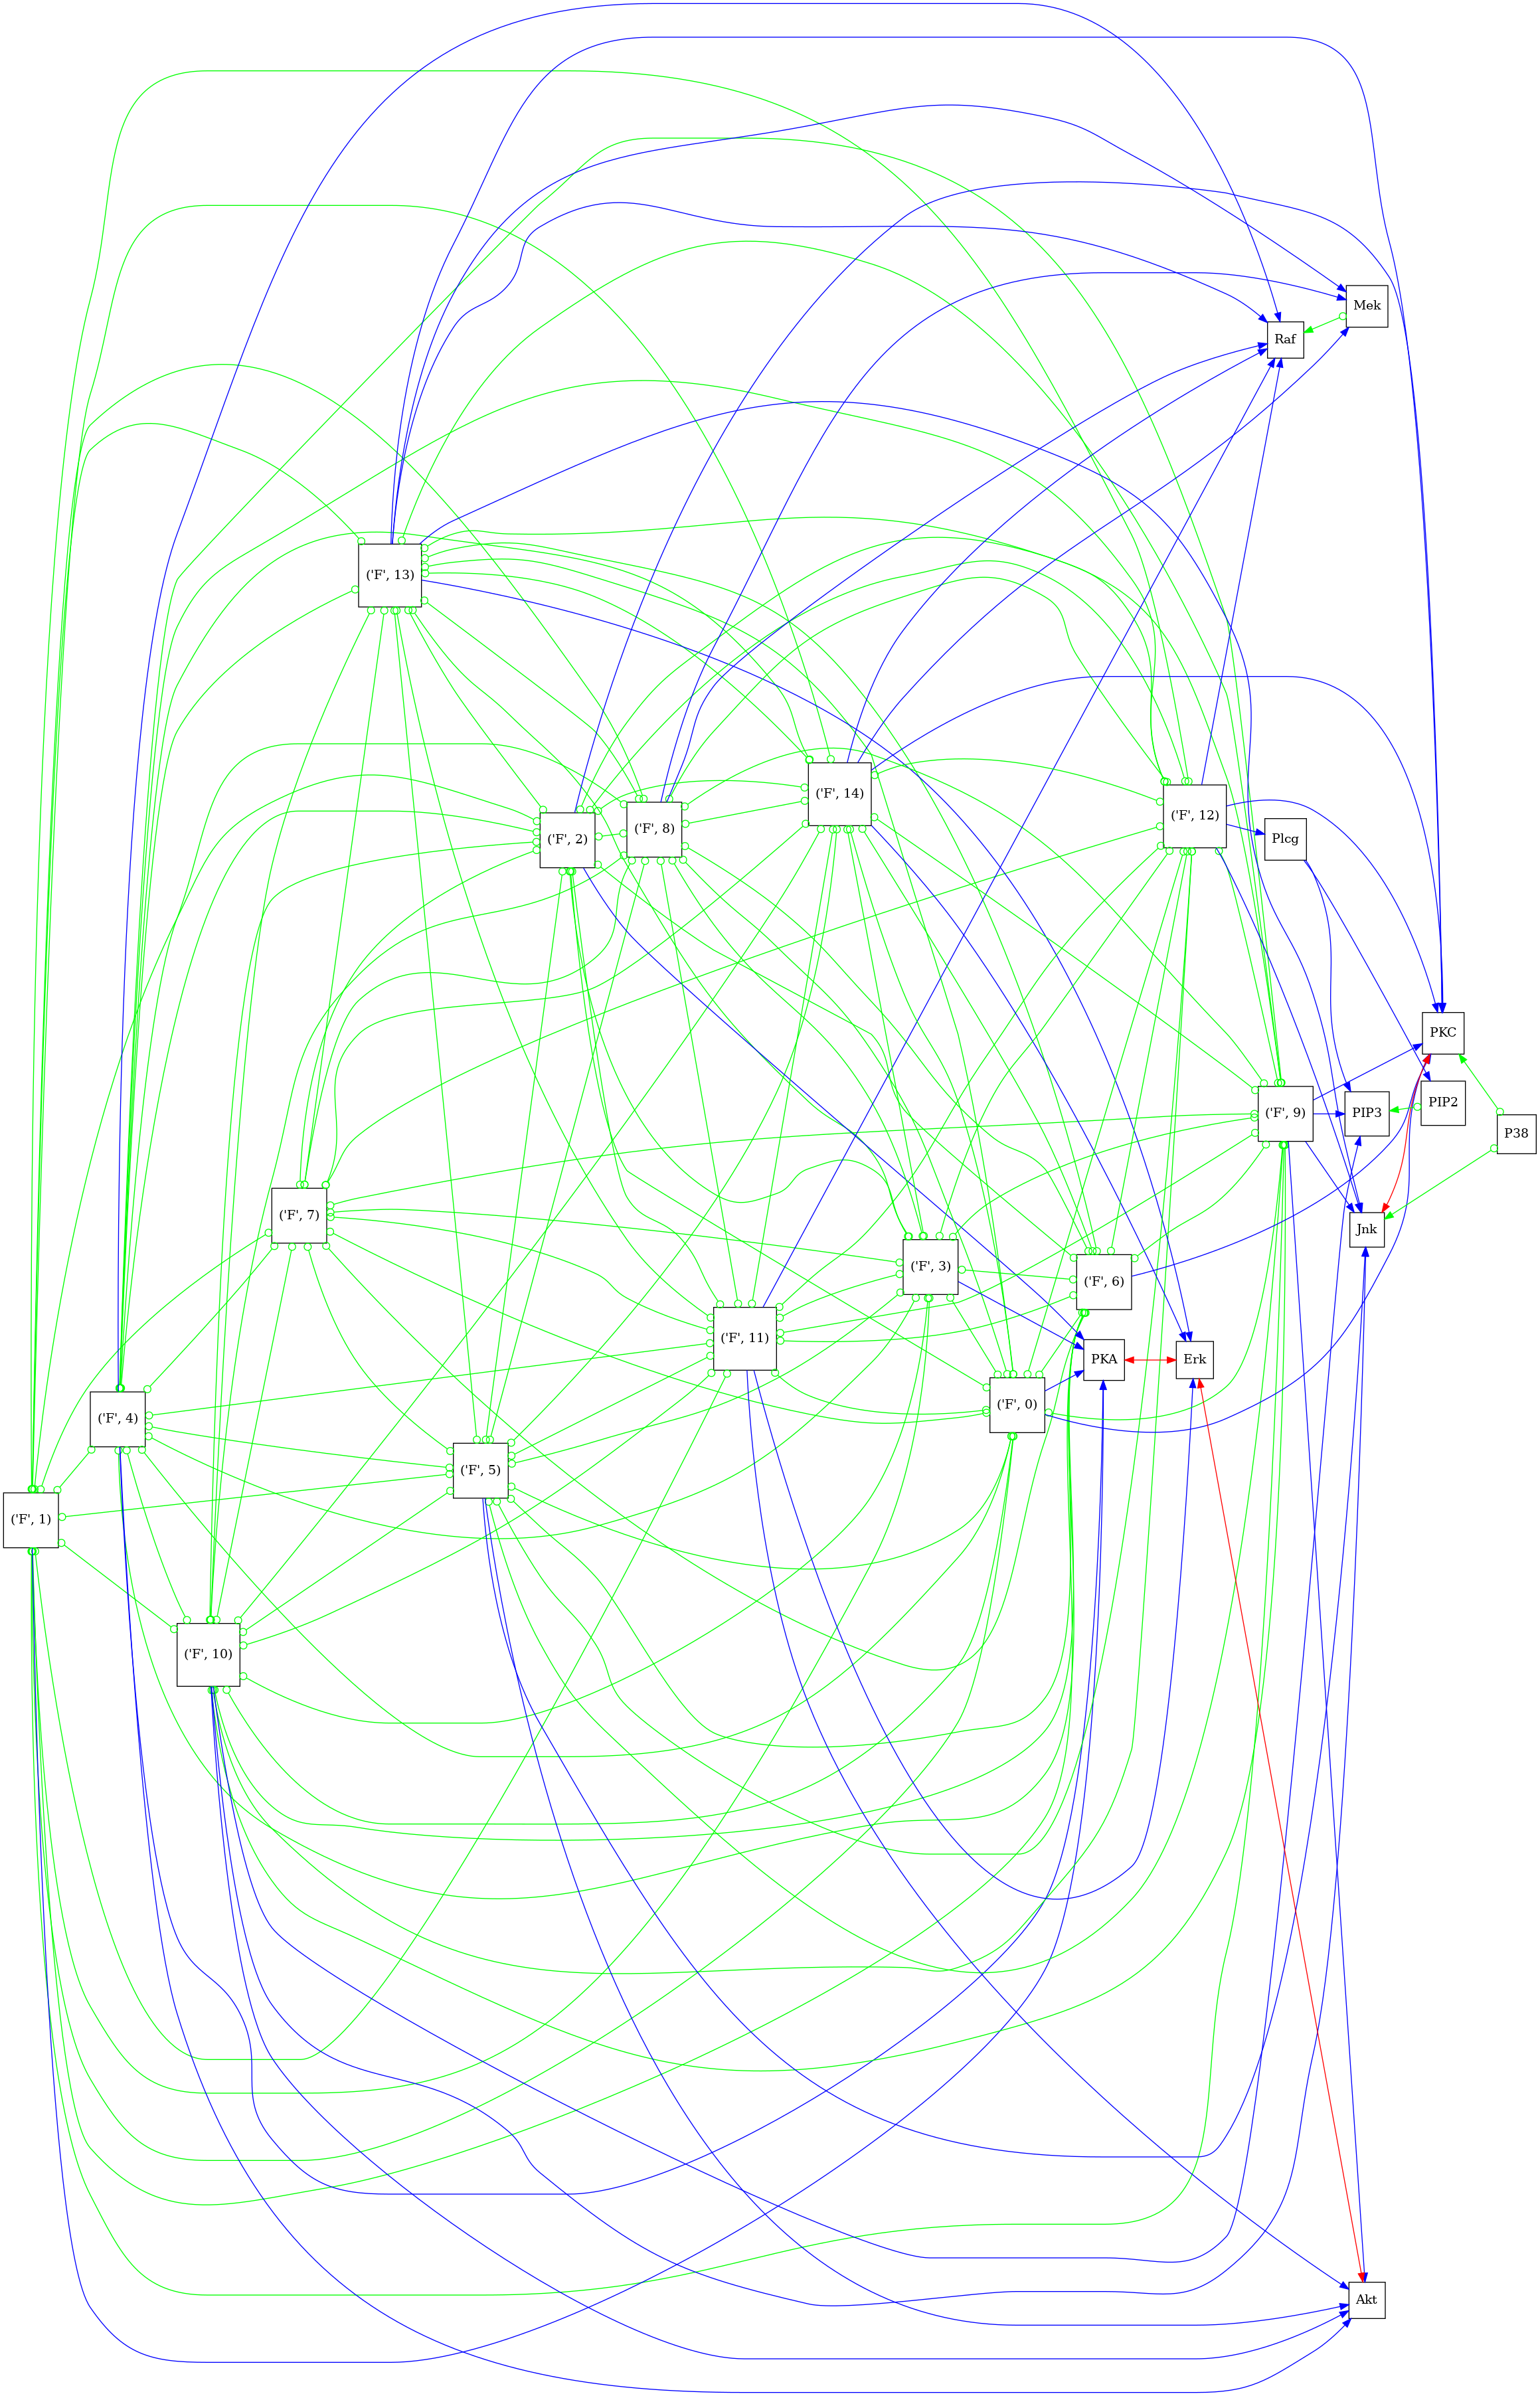 Mek
Raf
('F', 13)
('F', 14)
('F', 12)
('F', 8)
('F', 2)
Plcg
PKC
PIP2
PIP3
('F', 9)
P38
('F', 7)
Jnk
('F', 3)
('F', 6)
('F', 11)
PKA
Erk
('F', 0)
('F', 4)
('F', 5)
('F', 1)
('F', 10)
Akt